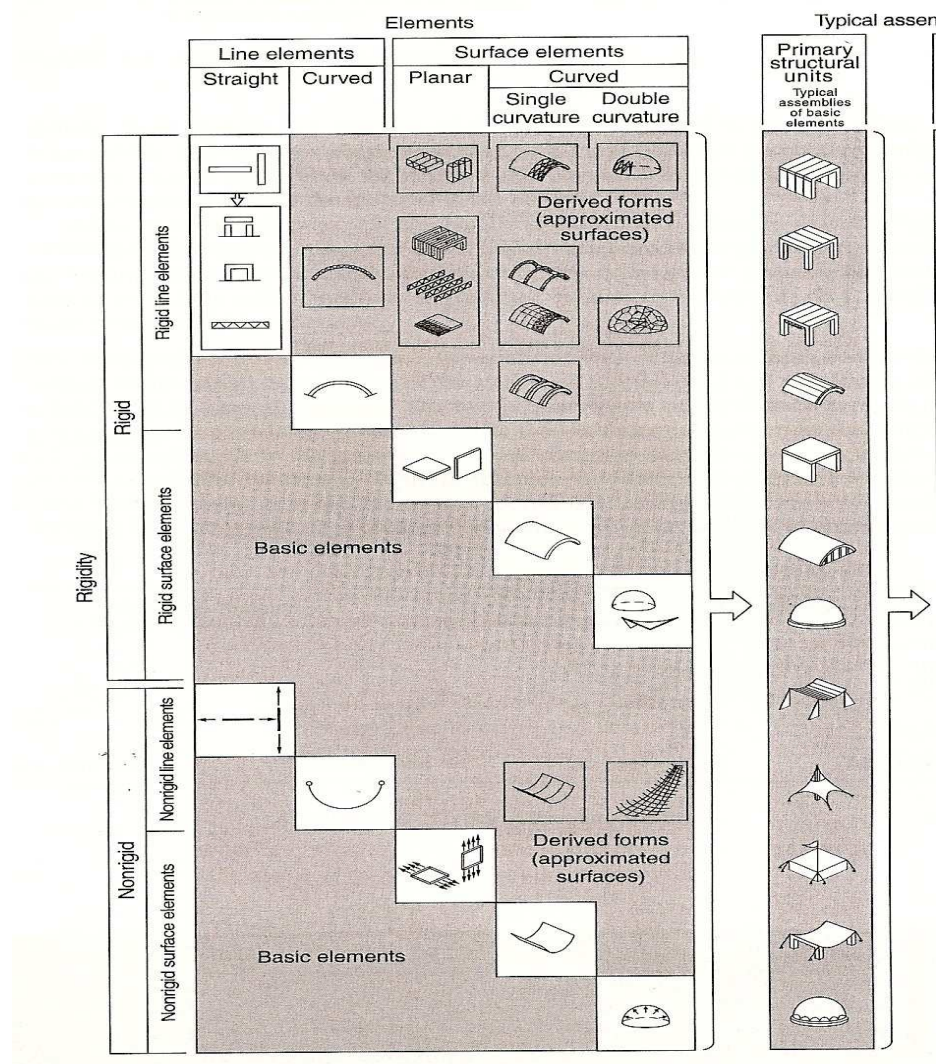 Elements
Typical assen
Line elements
Surface elements
Primary
structural
units
Straight
Curved
Planar
Curved
Typical
assemblies
of basic
elements
Single
curvature
Double
curvature
Derived forms
(approximated
surfaces)
Rigidity
Rigid
Rigid line elements
Rigid surface elements
Basic elements
Nonrigid
Nonrigid line elements
Nonrigid surface elements
Derived forms
(approximated
surfaces)
Basic elements